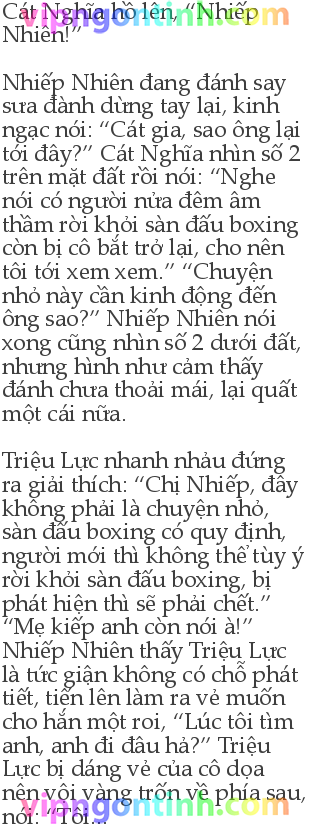 Cát Nghĩa hồ lên, “Nhiếp
Nhiên!”
Nhiếp Nhiên đang đánh say
sưa đành dừng tay lại, kinh
ngạc nói: “Cát gia, sao ông lại
tới đây?” Cát Nghĩa nhìn số 2
trên mặt đất rồi nói: “Nghe
nói có người nửa đêm âm
thầm rời khỏi sàn đấu boxing
còn bị cô bắt trở lại, cho nên
tôi tới xem xem.” “Chuyện
nhỏ này cần kinh động đến
ông sao?” Nhiếp Nhiên nói
xong cũng nhìn số 2 dưới đất,
nhưng hình như cảm thấy
đánh chưa thoải mái, lại quất
một cái nữa.
Triệu Lực nhanh nhảu đứng
ra giải thích: “Chị Nhiếp, đây
không phải là chuyện nhỏ,
sàn đấu boxing có quy định,
người mới thì không thể tùy ý
rời khỏi sàn đấu boxing, bị
phát hiện thì sẽ phải chết.”
“Mẹ kiếp anh còn nói à!”
Nhiếp Nhiên thấy Triệu Lực
là tức giận không có chỗ phát
tiết, tiến lên làm ra vẻ muốn
cho hắn một roi, “Lúc tôi tìm
anh, anh đi đâu hả?” Triệu
Lực bị dáng vẻ của cô dọa
nên vội vàng trốn về phía sau,
nói: “Tôi...
vipngontinh.com
vipngontinh.com